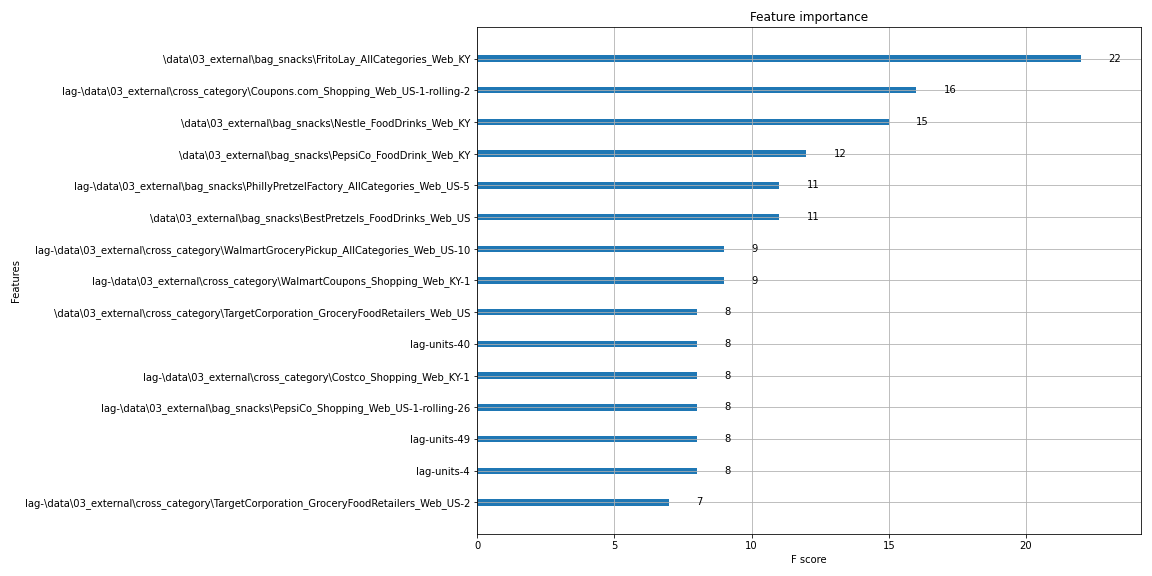 Feature importance
\data\03_external\bag_snacks\FritoLay_AllCategories_Web_KY 22
lag-\data\03_external\cross_category\Coupons.com_Shopping_Web_US-1-rolling-2 16
\data\03_external\bag_snacks\Nestle_FoodDrinks_Web_KY 15
\data\03_external\bag_snacks\PepsiCo_FoodDrink_Web_KY 12
lag-\data\03_external\bag_snacks\PhillyPretzelFactory_AllCategories_Web_US-5 11
\data\03_external\bag_snacks\BestPretzels_FoodDrinks_Web_US 11
lag-\data\03_external\cross_category\WalmartGroceryPickup_AllCategories_Web_US-10 9
lag-\data\03_external\cross_category\WalmartCoupons_Shopping_Web_KY-1 9
\data\03_external\cross_category\TargetCorporation_GroceryFoodRetailers_Web_US 8
lag-units-40 8
lag-\data\03_external\cross_category\Costco_Shopping_Web_KY-1 8
lag-\data\03_external\bag_snacks\PepsiCo_Shopping_Web_US-1-rolling-26 8
lag-units-49 8
lag-units-4 8
lag-\data\03_external\cross_category\TargetCorporation_GroceryFoodRetailers_Web_US-2 7
Features
0 5 10 15 20
F score